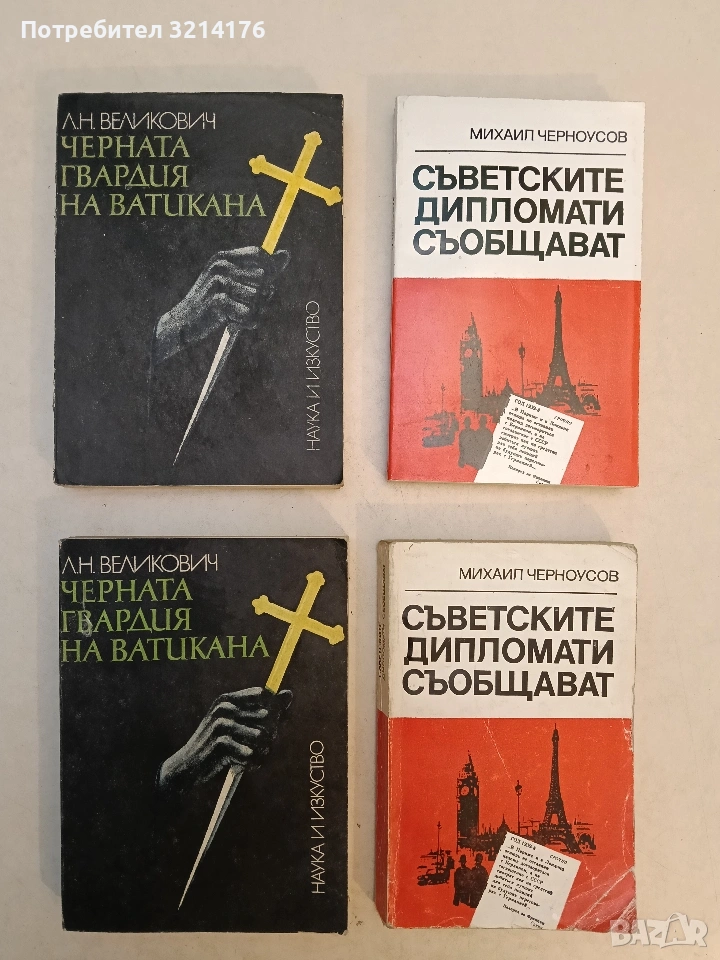 Потребител 3214176
Л.Н. ВЕЛИКОВИЧ
ЧЕРНАТА
ГВАРДИЯ
НА ВАТИКАНА
НАУКА И ИЗКУСТВО
МИХАИЛ ЧЕРНОУСОВ
СЪВЕТСКИТЕ
ДИПЛОМАТИ
СЪОБЩАВАТ
Л.Н. ВЕЛИКОВИЧ
ЧЕРНАТА
ГВАРДИЯ
НА ВАТИКАНА
НАУКА И ИЗКУСТВО
МИХАИЛ ЧЕРНОУСОВ
СЪВЕТСКИТЕ
ДИПЛОМАТИ
СЪОБЩАВАТ
BAZAR